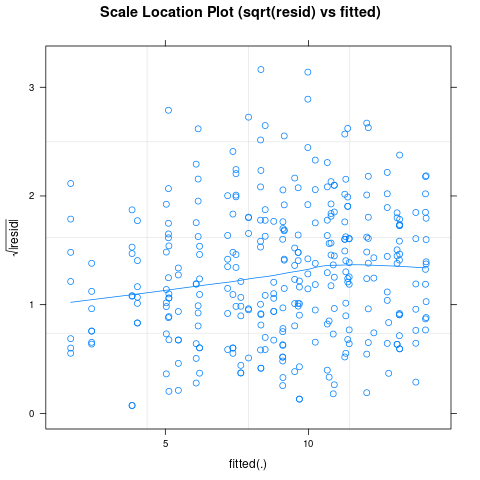 Scale Location Plot (sqrt(resid) vs fitted)
3
2
1
0
√|resid|
5 10
fitted(.)